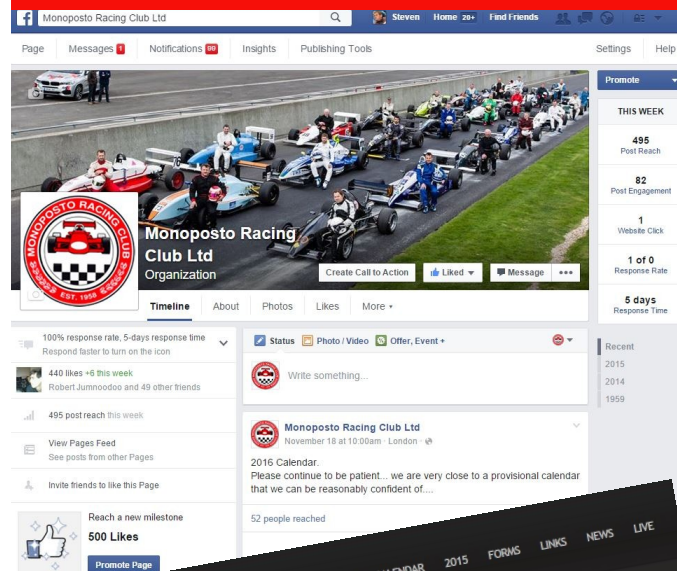 Monoposto Racing Club Ltd
Steven Home 20+ Find Friends
Page Messages 1 Notifications 99 Insights Publishing Tools Settings Help
Promote
THIS WEEK
495
Post Reach
82
Post Engagement
1
Website Click
1 of 0
Response Rate
5 days
Response Time
Recent
2015
2014
1959
MONOPOSTO RACING CLUB
EST. 1958
Monoposto Racing
Club Ltd
Organization
Create Call to Action Liked Message
Timeline About Photos Likes More
100% response rate, 5-days response time
Respond faster to turn on the icon
440 likes +6 this week
Robert Jumnoodoo and 49 other friends
495 post reach this week
View Pages Feed
See posts from other Pages
Invite friends to like this Page
Reach a new milestone
500 Likes
Promote Page
Status Photo / Video Offer, Event +
Write something...
Monoposto Racing Club Ltd
November 18 at 10:00am · London ·
2016 Calendar.
Please continue to be patient... we are very close to a provisional calendar
that we can be reasonably confident of....
52 people reached
2015 FORMS LINKS NEWS LIVE